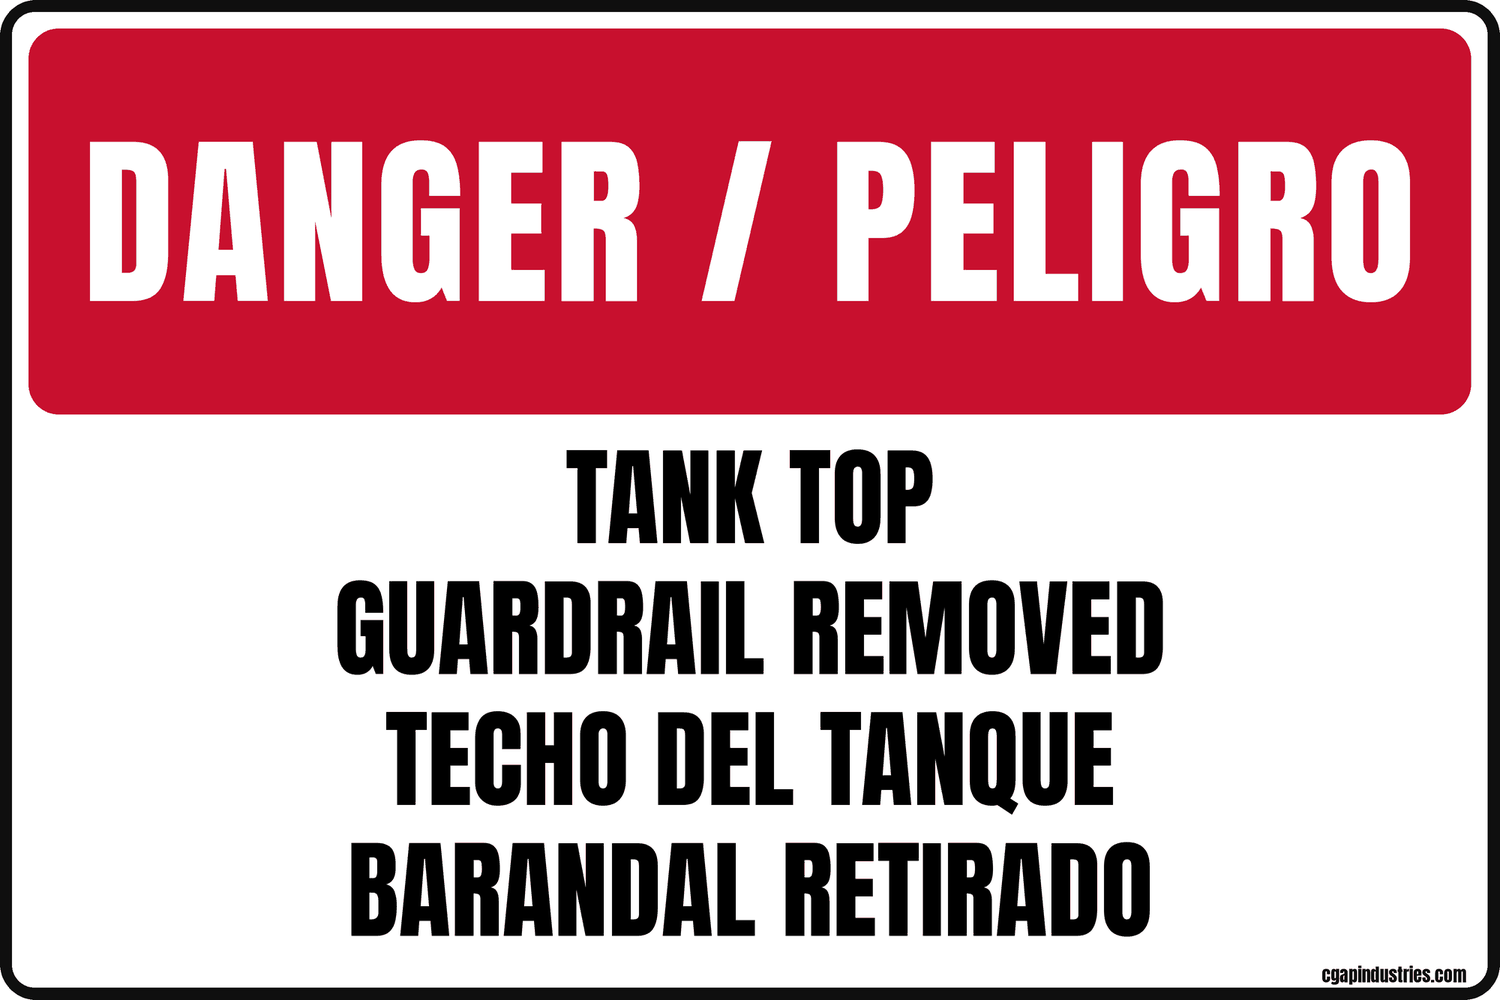 DANGER / PELIGRO
TANK TOP
GUARDRAIL REMOVED
TECHO DEL TANQUE
BARANDAL RETIRADO
cgapindustries.com